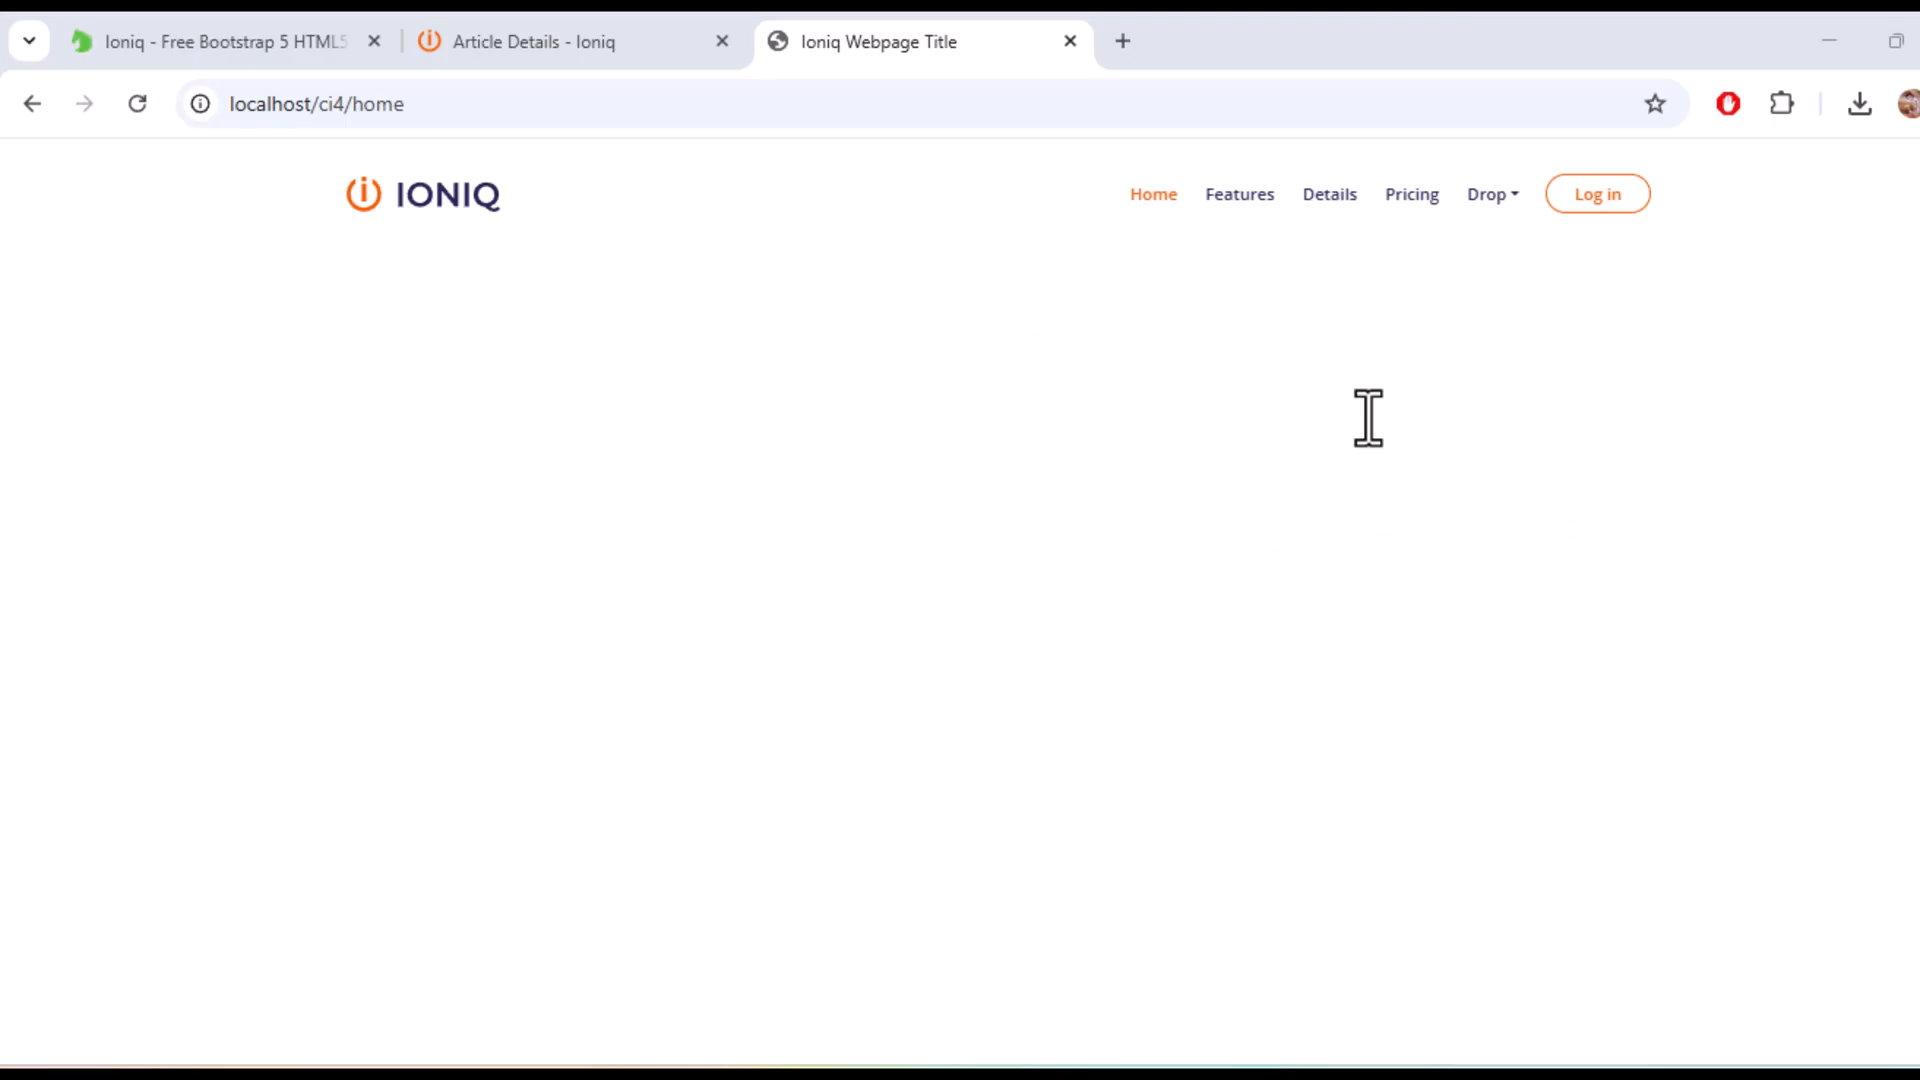 Ioniq - Free Bootstrap 5 HTML5
Article Details - Ioniq
Ioniq Webpage Title
localhost/ci4/home
IONIQ
Home Features Details Pricing Drop Log in